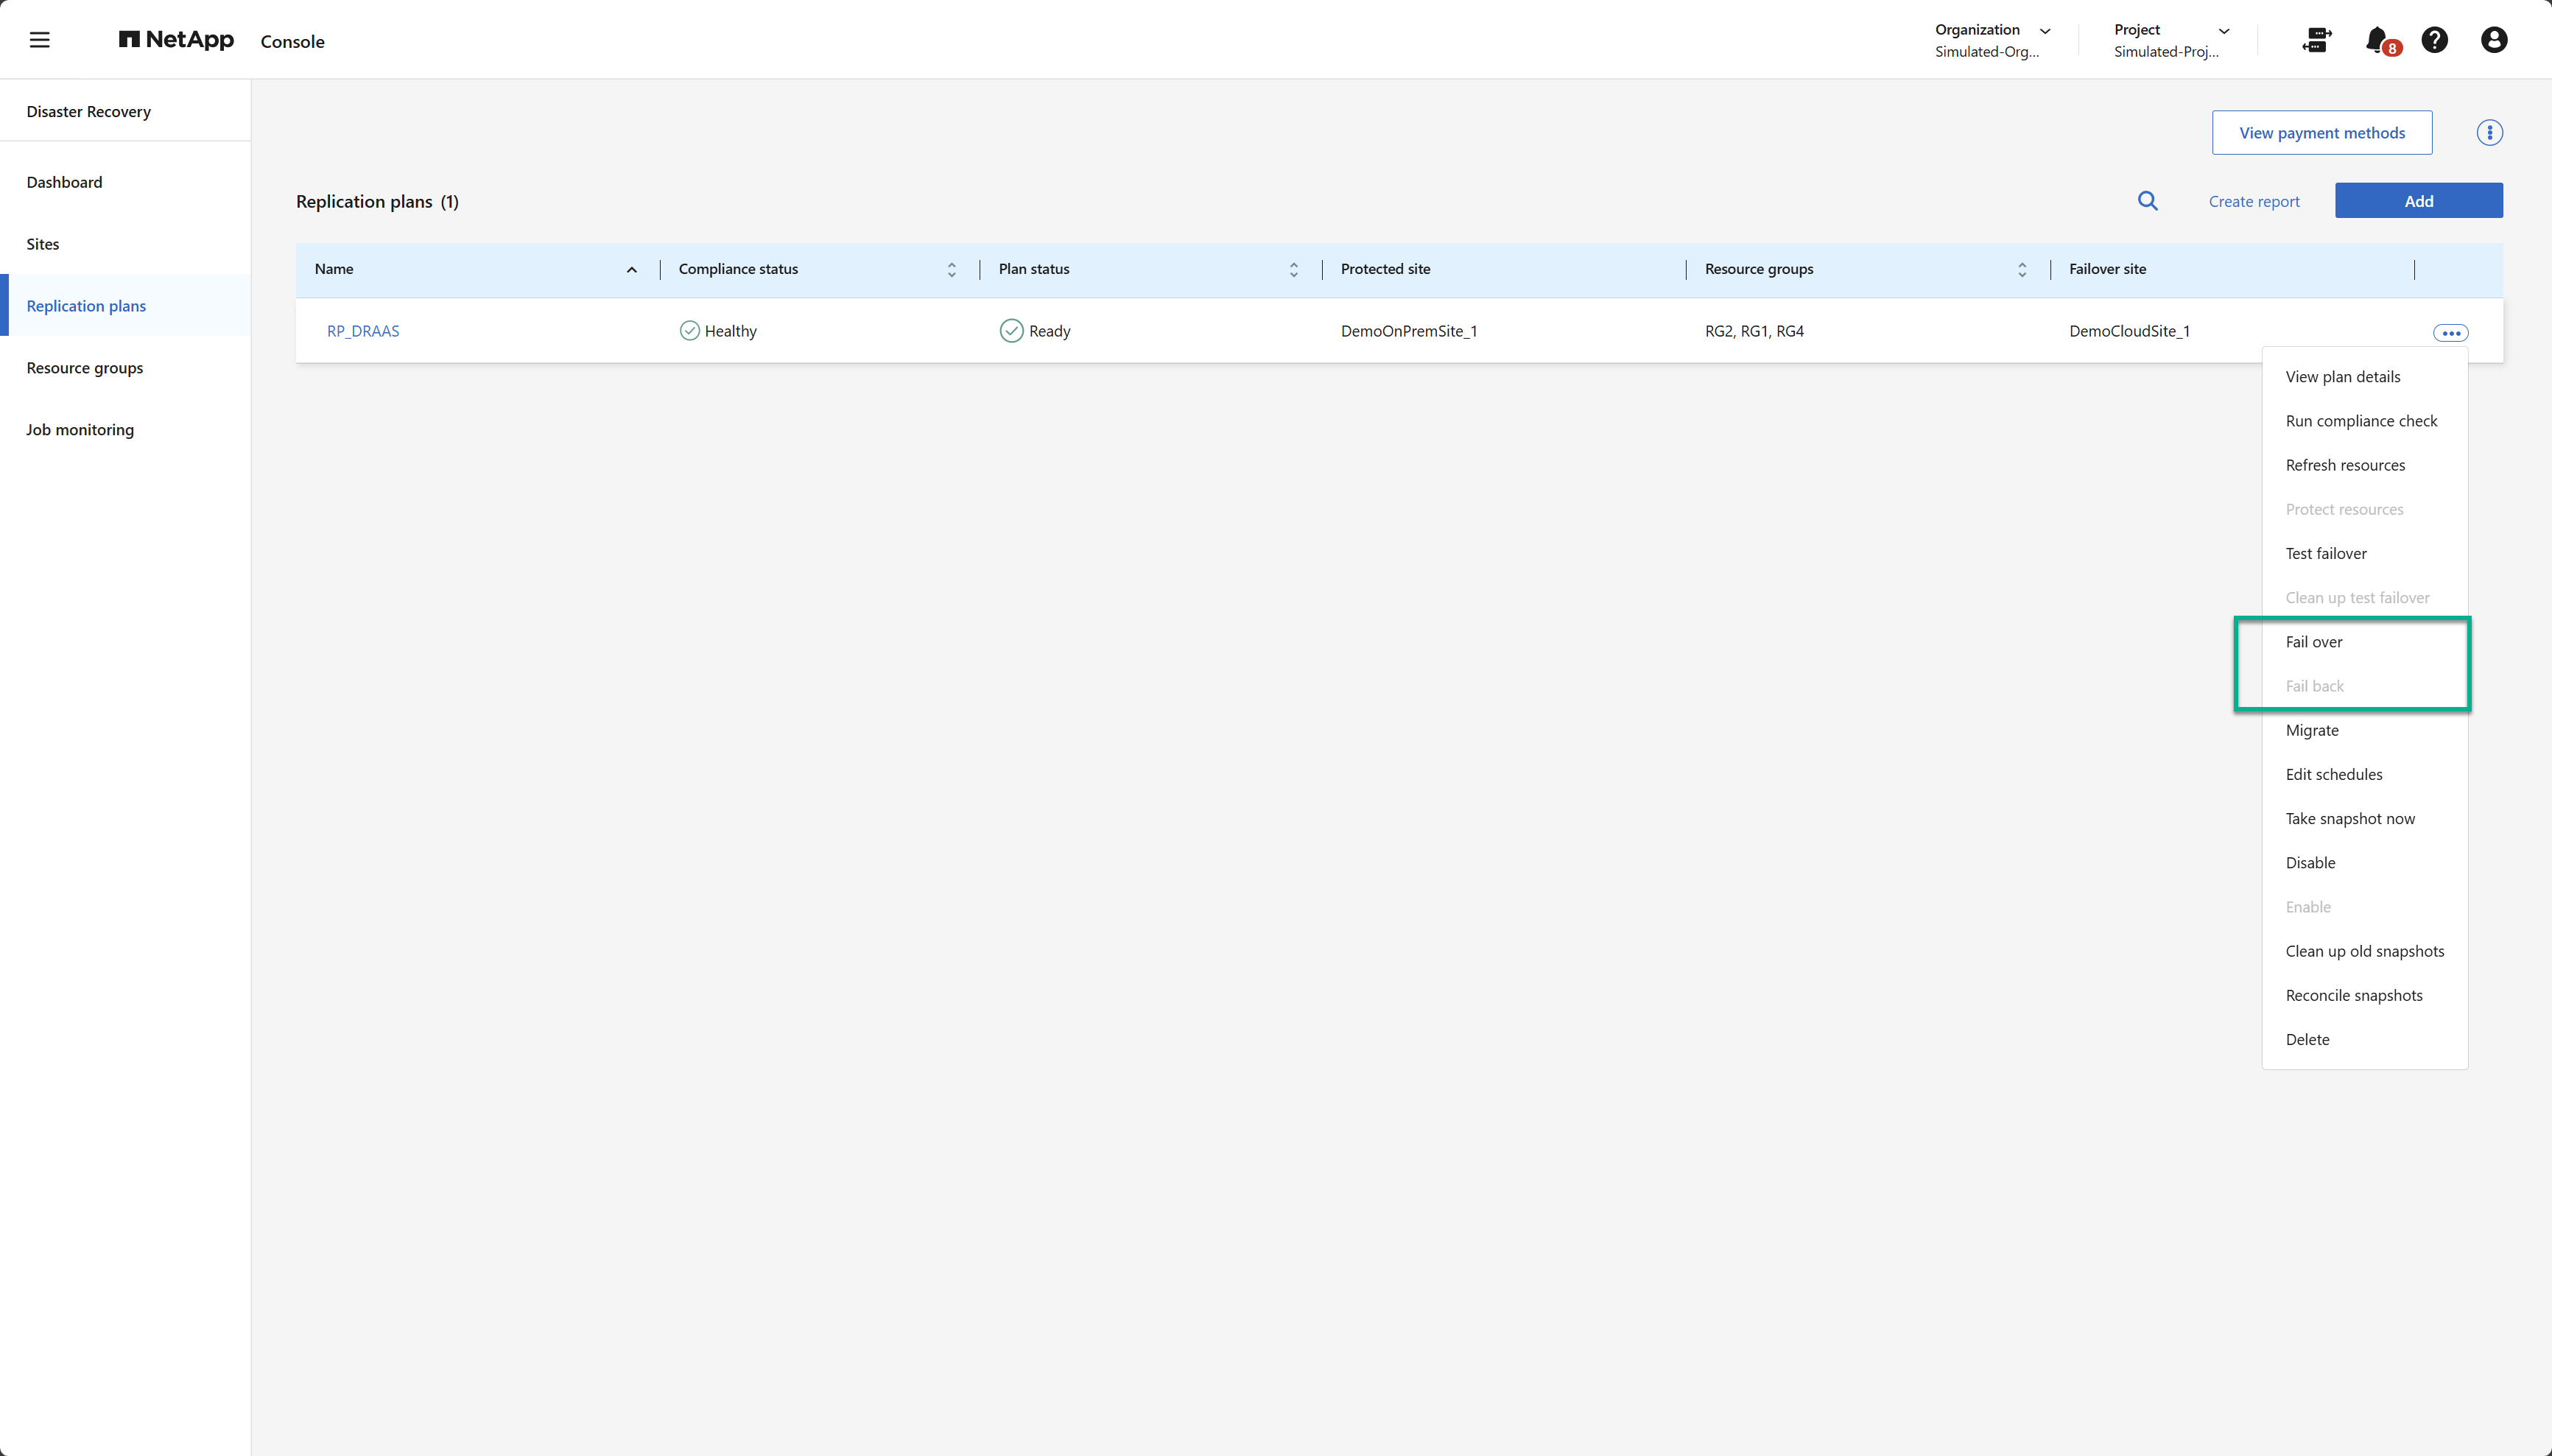 NetApp Console
Organization
Simulated-Org...
Project
Simulated-Proj...
8
Disaster Recovery
Dashboard
Sites
Replication plans
Resource groups
Job monitoring
View payment methods
Replication plans (1)
Create report
Add
Name Compliance status Plan status Protected site Resource groups Failover site
RP_DRAAS Healthy Ready DemoOnPremSite_1 RG2, RG1, RG4 DemoCloudSite_1
View plan details
Run compliance check
Refresh resources
Protect resources
Test failover
Clean up test failover
Fail over
Fail back
Migrate
Edit schedules
Take snapshot now
Disable
Enable
Clean up old snapshots
Reconcile snapshots
Delete